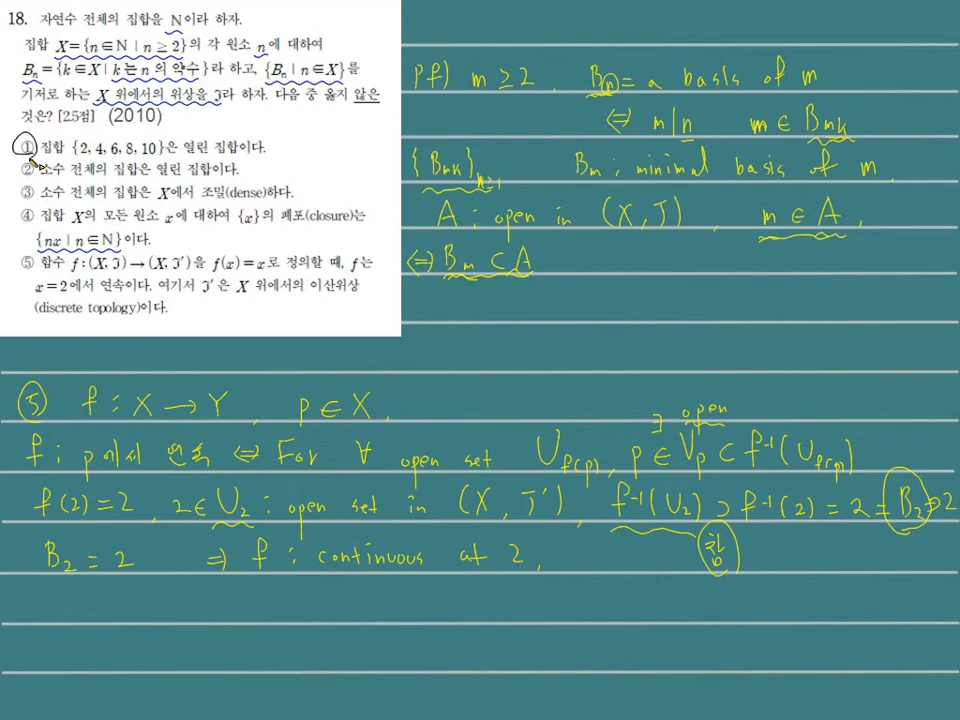 18. 자연수 전체의 집합을 N이라 하자.
집합 X={n∈N | n≥2}의 각 원소 n에 대하여
Bₙ={k∈X | k는 n의 약수}라 하고, {Bₙ | n∈X}를
기저로 하는 X 위에서의 위상을 ℑ라 하자. 다음 중 옳지 않은
것은? [2.5점] (2010)
① 집합 {2, 4, 6, 8, 10}은 열린 집합이다.
② 소수 전체의 집합은 열린 집합이다.
③ 소수 전체의 집합은 X에서 조밀(dense)하다.
④ 집합 X의 모든 원소 x에 대하여 {x}의 폐포(closure)는
{nx | n∈N}이다.
⑤ 함수 f:(X, ℑ)→(X, ℑ′)을 f(x)=x로 정의할 때, f는
x=2에서 연속이다. 여기서 ℑ′은 X 위에서의 이산위상
(discrete topology)이다.
Pf) m ≥ 2 . Bₙ = a basis of m
⇔ m | n m ∈ Bₘₖ
{Bₘₖ}ₖ≥₁ Bₘ : minimal basis of m.
A : open in (X, J) , m ∈ A ,
⇔ Bₘ ⊂ A
⑤ f : X → Y , p ∈ X ,
f : p에서 연속 ⇔ For ∀ open set U_f(p), p ∈ ∃ V_p open ⊂ f⁻¹(U_f(p))
f(2) = 2 , 2 ∈ U₂ : open set in (X, J′) , f⁻¹(U₂) ⊃ f⁻¹(2) = 2 = B₂ ∋ 2
B₂ = 2 ⇒ f : continuous at 2 ,